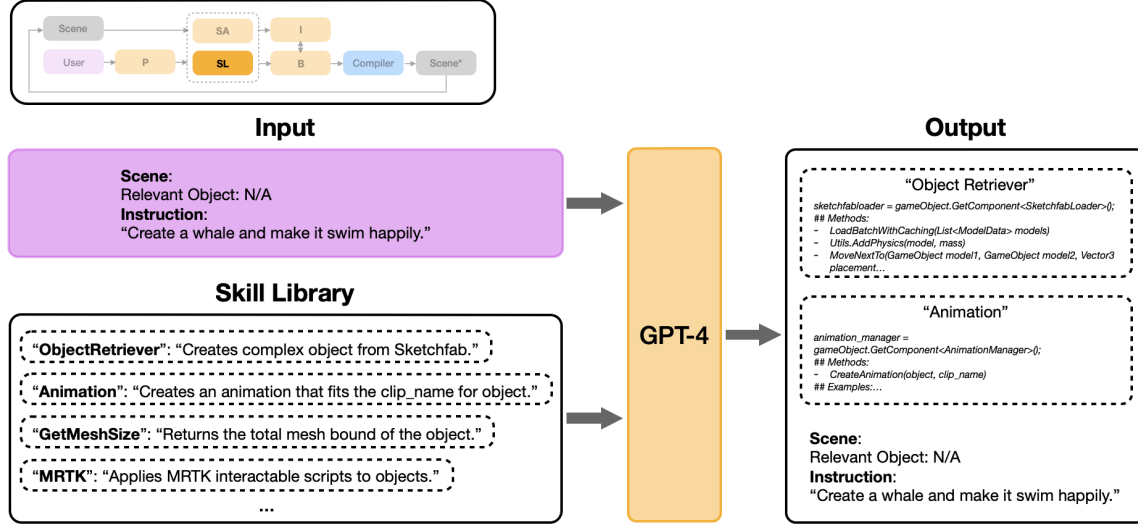 Scene
SA
I
User
P
SL
B
Compiler
Scene*
Input
Scene:
Relevant Object: N/A
Instruction:
“Create a whale and make it swim happily.”
Skill Library
“ObjectRetriever”: “Creates complex object from Sketchfab.”
“Animation”: “Creates an animation that fits the clip_name for object.”
“GetMeshSize”: “Returns the total mesh bound of the object.”
“MRTK”: “Applies MRTK interactable scripts to objects.”
...
GPT-4
Output
“Object Retriever”
sketchfabloader = gameObject.GetComponent<SketchfabLoader>();
## Methods:
- LoadBatchWithCaching(List<ModelData> models)
- Utils.AddPhysics(model, mass)
- MoveNextTo(GameObject model1, GameObject model2, Vector3
placement…
“Animation”
animation_manager =
gameObject.GetComponent<AnimationManager>();
## Methods:
- CreateAnimation(object, clip_name)
## Examples:…
Scene:
Relevant Object: N/A
Instruction:
“Create a whale and make it swim happily.”